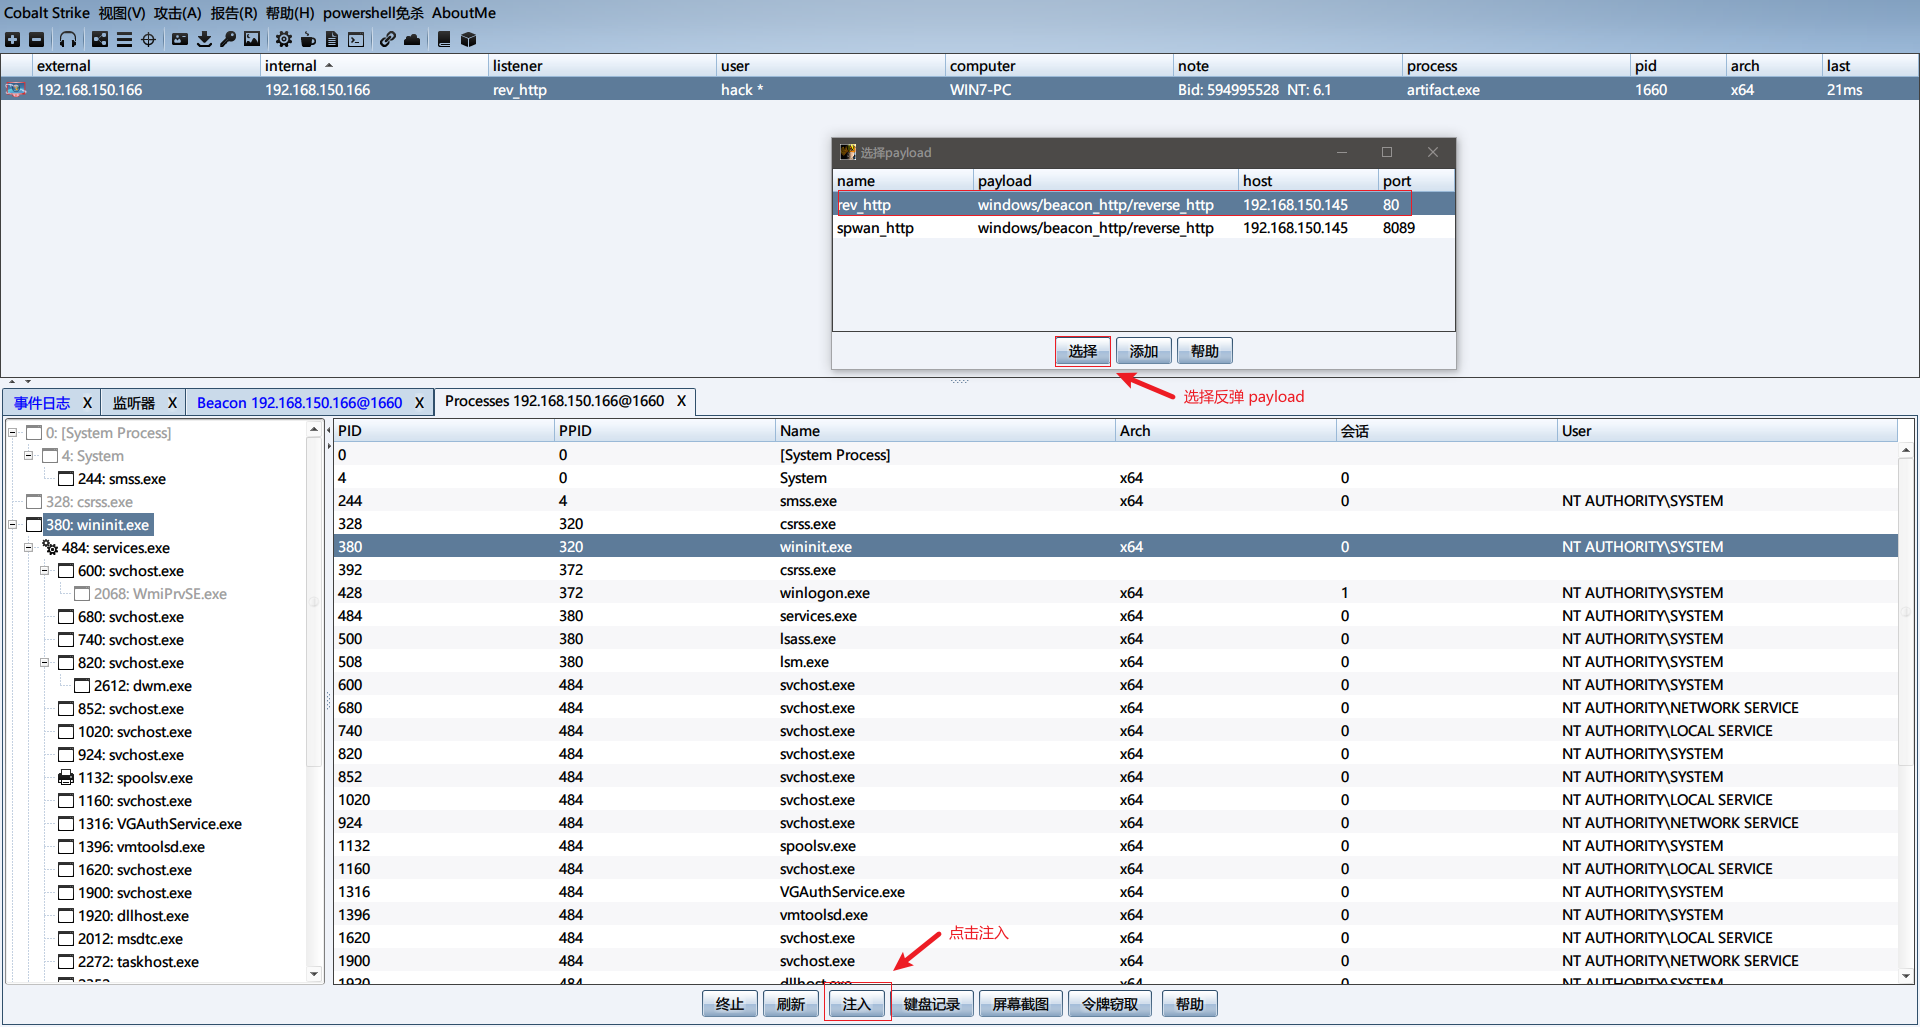 Cobalt Strike 视图(V) 攻击(A) 报告(R) 帮助(H) powershell免杀 AboutMe
external internal listener user computer note process pid arch last
192.168.150.166 192.168.150.166 rev_http hack * WIN7-PC Bid: 594995528 NT: 6.1 artifact.exe 1660 x64 21ms
选择payload
name payload host port
rev_http windows/beacon_http/reverse_http 192.168.150.145 80
spwan_http windows/beacon_http/reverse_http 192.168.150.145 8089
选择 添加 帮助
选择反弹 payload
事件日志 X 监听器 X Beacon 192.168.150.166@1660 X Processes 192.168.150.166@1660 X
0: [System Process]
4: System
244: smss.exe
328: csrss.exe
380: wininit.exe
484: services.exe
600: svchost.exe
2068: WmiPrvSE.exe
680: svchost.exe
740: svchost.exe
820: svchost.exe
2612: dwm.exe
852: svchost.exe
1020: svchost.exe
924: svchost.exe
1132: spoolsv.exe
1160: svchost.exe
1316: VGAuthService.exe
1396: vmtoolsd.exe
1620: svchost.exe
1900: svchost.exe
1920: dllhost.exe
2012: msdtc.exe
2272: taskhost.exe
PID PPID Name Arch 会话 User
0 0 [System Process]
4 0 System x64 0
244 4 smss.exe x64 0 NT AUTHORITY\SYSTEM
328 320 csrss.exe
380 320 wininit.exe x64 0 NT AUTHORITY\SYSTEM
392 372 csrss.exe
428 372 winlogon.exe x64 1 NT AUTHORITY\SYSTEM
484 380 services.exe x64 0 NT AUTHORITY\SYSTEM
500 380 lsass.exe x64 0 NT AUTHORITY\SYSTEM
508 380 lsm.exe x64 0 NT AUTHORITY\SYSTEM
600 484 svchost.exe x64 0 NT AUTHORITY\SYSTEM
680 484 svchost.exe x64 0 NT AUTHORITY\NETWORK SERVICE
740 484 svchost.exe x64 0 NT AUTHORITY\LOCAL SERVICE
820 484 svchost.exe x64 0 NT AUTHORITY\SYSTEM
852 484 svchost.exe x64 0 NT AUTHORITY\SYSTEM
1020 484 svchost.exe x64 0 NT AUTHORITY\LOCAL SERVICE
924 484 svchost.exe x64 0 NT AUTHORITY\NETWORK SERVICE
1132 484 spoolsv.exe x64 0 NT AUTHORITY\SYSTEM
1160 484 svchost.exe x64 0 NT AUTHORITY\LOCAL SERVICE
1316 484 VGAuthService.exe x64 0 NT AUTHORITY\SYSTEM
1396 484 vmtoolsd.exe x64 0 NT AUTHORITY\SYSTEM
1620 484 svchost.exe x64 0 NT AUTHORITY\LOCAL SERVICE
1900 484 svchost.exe x64 0 NT AUTHORITY\NETWORK SERVICE
1920 484 dllhost.exe x64 0 NT AUTHORITY\SYSTEM
点击注入
终止 刷新 注入 键盘记录 屏幕截图 令牌窃取 帮助